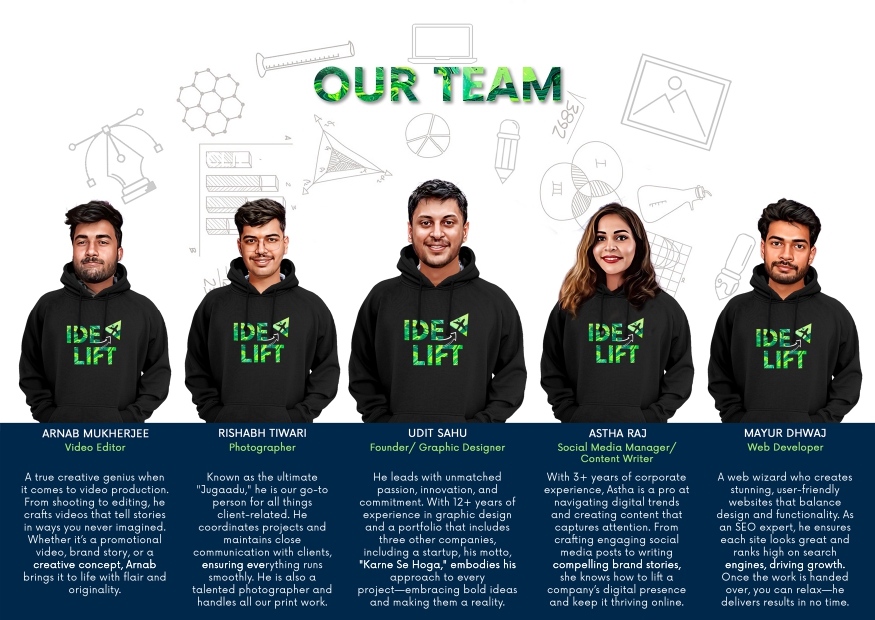 OUR TEAM
3892
I
III
IDEA
LIFT
IDEA
LIFT
IDEA
LIFT
IDEA
LIFT
IDEA
LIFT
ARNAB MUKHERJEE
Video Editor
A true creative genius when
it comes to video production.
From shooting to editing, he
crafts videos that tell stories
in ways you never imagined.
Whether it's a promotional
video, brand story, or a
creative concept, Arnab
brings it to life with flair and
originality.
RISHABH TIWARI
Photographer
Known as the ultimate
"Jugaadu," he is our go-to
person for all things
client-related. He
coordinates projects and
maintains close
communication with clients,
ensuring everything runs
smoothly. He is also a
talented photographer and
handles all our print work.
UDIT SAHU
Founder/ Graphic Designer
He leads with unmatched
passion, innovation, and
commitment. With 12+ years of
experience in graphic design
and a portfolio that includes
three other companies,
including a startup, his motto,
"Karne Se Hoga," embodies his
approach to every
project—embracing bold ideas
and making them a reality.
ASTHA RAJ
Social Media Manager/
Content Writer
With 3+ years of corporate
experience, Astha is a pro at
navigating digital trends
and creating content that
captures attention. From
crafting engaging social
media posts to writing
compelling brand stories,
she knows how to lift a
company's digital presence
and keep it thriving online.
MAYUR DHWAJ
Web Developer
A web wizard who creates
stunning, user-friendly
websites that balance
design and functionality. As
an SEO expert, he ensures
each site looks great and
ranks high on search
engines, driving growth.
Once the work is handed
over, you can relax—he
delivers results in no time.